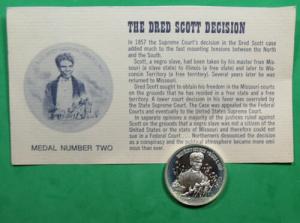 THE DRED SCOTT DECISION
In 1857 the Supreme Court's decision in the Dred Scott case
added much to the fast mounting tensions between the North
and the South.
Scott, a negro slave, had been taken by his master from Mis-
souri (a slave state) to Illinois (a free state) and later to Wis-
consin Territory (a free territory). Several years later he was
returned to Missouri.
Dred Scott sought to obtain his freedom in the Missouri courts
on the grounds that he has resided in a free state and a free
territory. A lower court decision in his favor was overruled by
the State Supreme Court. The Case was appealed to the Federal
Courts and eventually to the United States Supreme Court.
In separate opinions a majority of the justices ruled against
Scott on the grounds that a negro slave was not a citizen of the
United States or the state of Missouri and therefore could not
sue in a Federal Court. Northerners denounced the decision
as a conspiracy and the political atmosphere became more omi-
nous than ever.
MEDAL NUMBER TWO